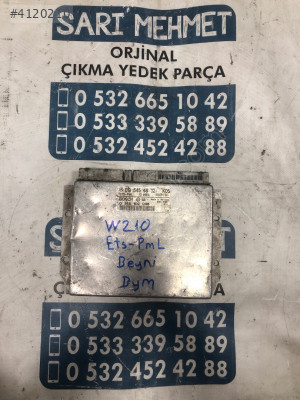 #4120210
SARI MEHMET
ORJİNAL
ÇIKMA YEDEK PARÇA
0 532 665 10 42
0 533 339 58 89
0 532 452 42 88
BOSCH
W210
Ets-PmL
Beyni
Dym
0 532 665 10 42
0 533 339 58 89
0 532 452 42 88